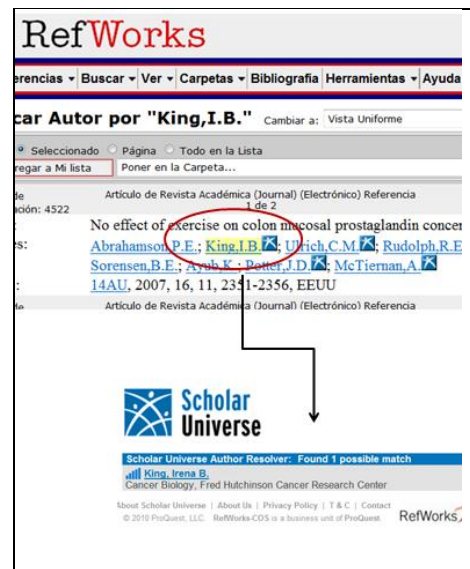 RefWorks
erencias Buscar Ver Carpetas Bibliografia Herramientas Ayuda
car Autor por "King,I.B." Cambiar a: Vista Uniforme
Seleccionado Página Todo en la Lista
regar a Mi lista Poner en la Carpeta...
de Artículo de Revista Académica (Journal) (Electrónico) Referencia
ación: 4522 1 de 2
: No effect of exercise on colon mucosal prostaglandin concen
es: Abrahamson,P.E.; King,I.B.; Ulrich,C.M.; Rudolph,R.E
Sorensen,B.E.; Ayub,K.; Potter,J.D.; McTiernan,A.
: 14AU, 2007, 16, 11, 2351-2356, EEUU
de Artículo de Revista Académica (Journal) (Electrónico) Referencia
Scholar
Universe
Scholar Universe Author Resolver: Found 1 possible match
King, Irena B.
Cancer Biology, Fred Hutchinson Cancer Research Center
About Scholar Universe | About Us | Privacy Policy | T & C | Contact
© 2010 ProQuest, LLC. RefWorks-COS is a business unit of ProQuest. RefWorks